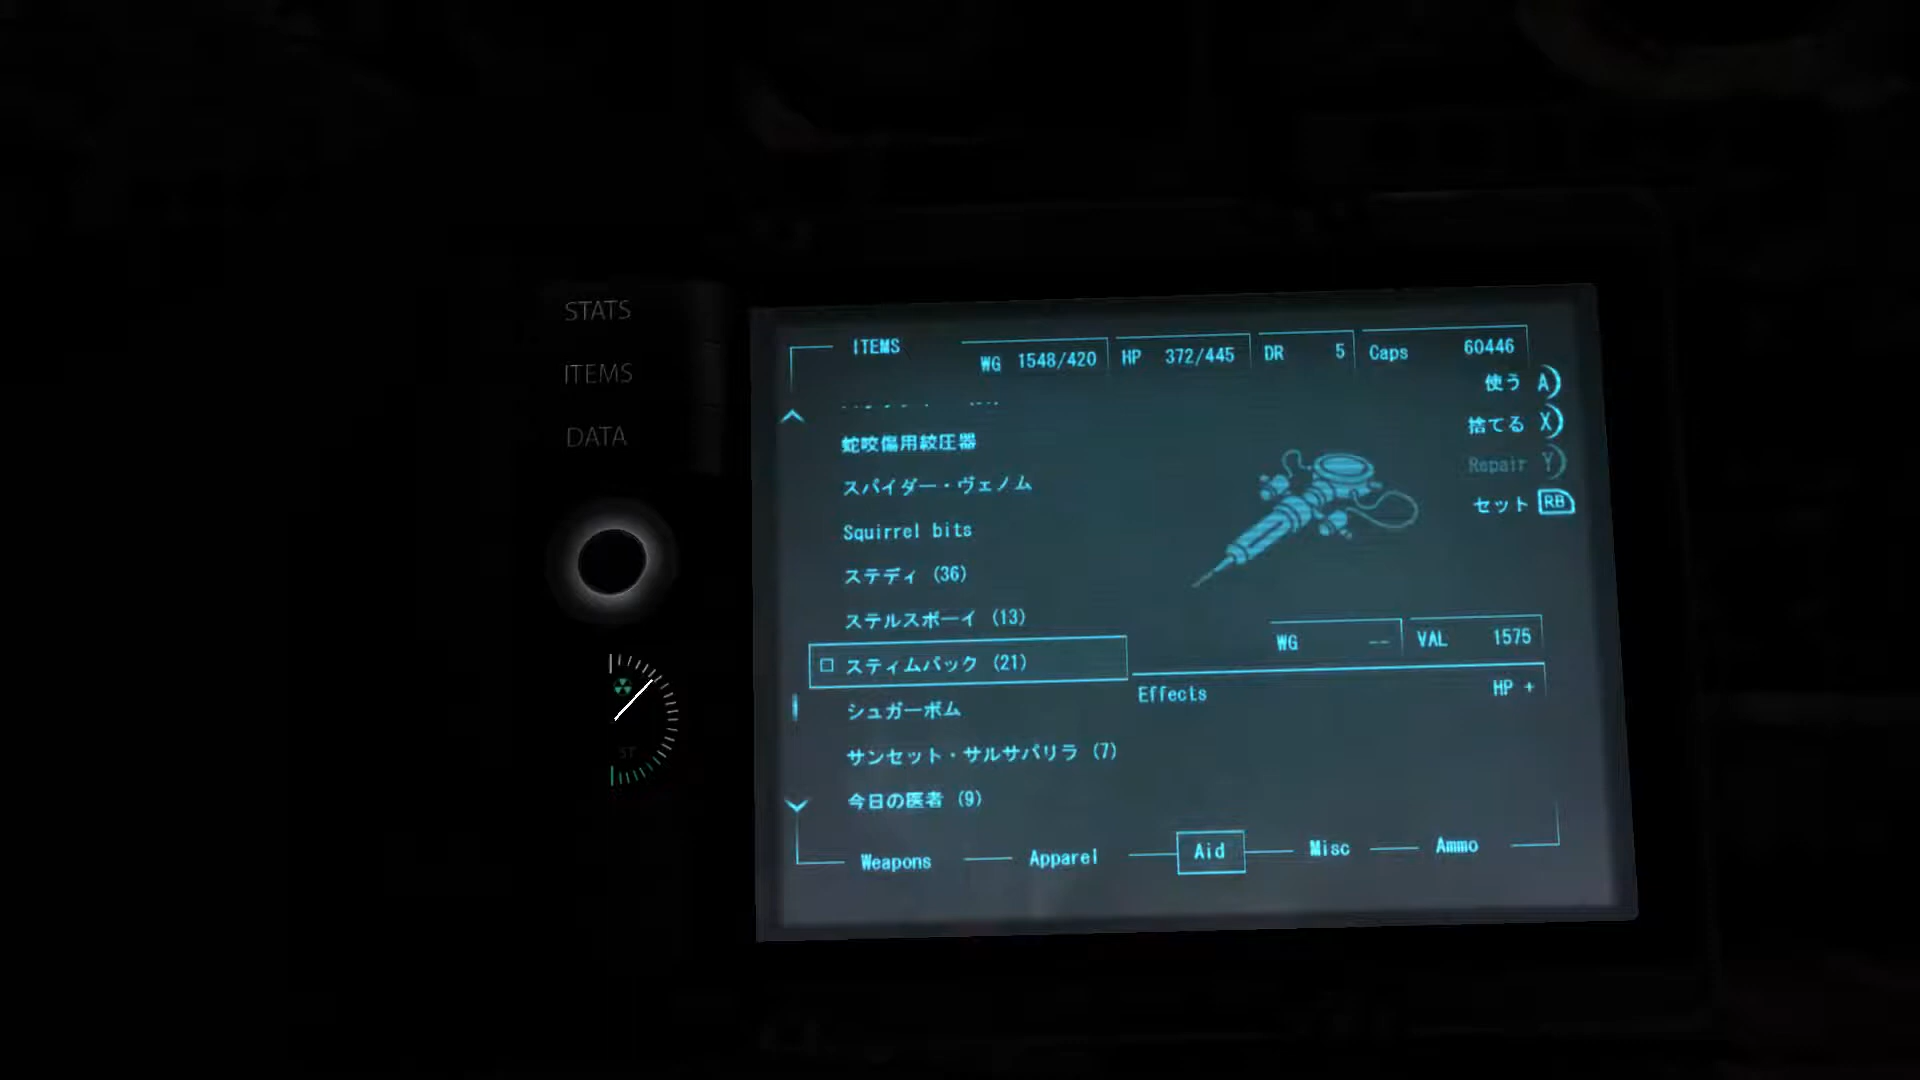 STATS
ITEMS
DATA
ST
ITEMS
WG 1548/420
HP 372/445
DR 5
Caps 60446
使う A
捨てる X
Repair Y
セット RB
蛇咬傷用絞圧器
スパイダー・ヴェノム
Squirrel bits
ステディ (36)
ステルスボーイ (13)
スティムパック (21)
シュガーボム
サンセット・サルサパリラ (7)
今日の医者 (9)
WG --
VAL 1575
Effects
HP +
Weapons
Apparel
Aid
Misc
Ammo